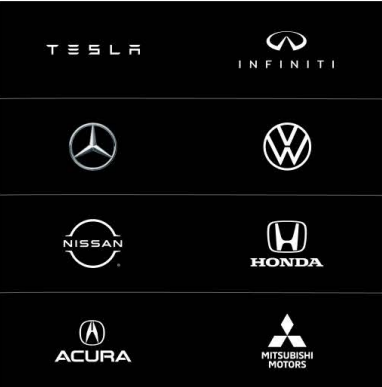 TESLA
INFINITI
NISSAN
HONDA
ACURA
MITSUBISHI
MOTORS